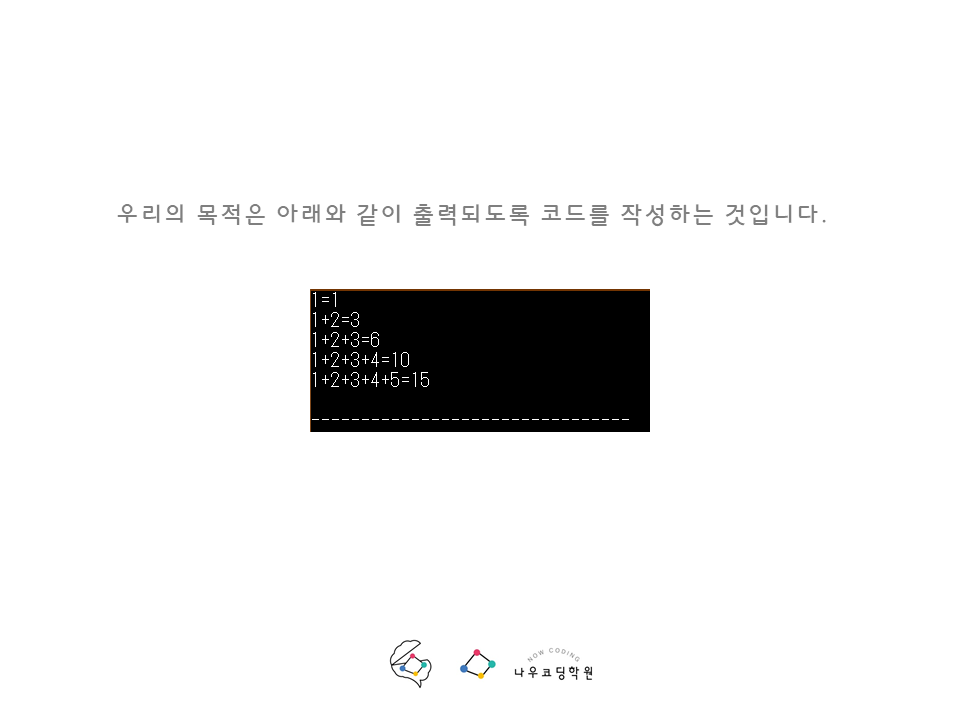 우리의 목적은 아래와 같이 출력되도록 코드를 작성하는 것입니다.
1=1
1+2=3
1+2+3=6
1+2+3+4=10
1+2+3+4+5=15
--------------------------------
NOW CODING
나우코딩학원